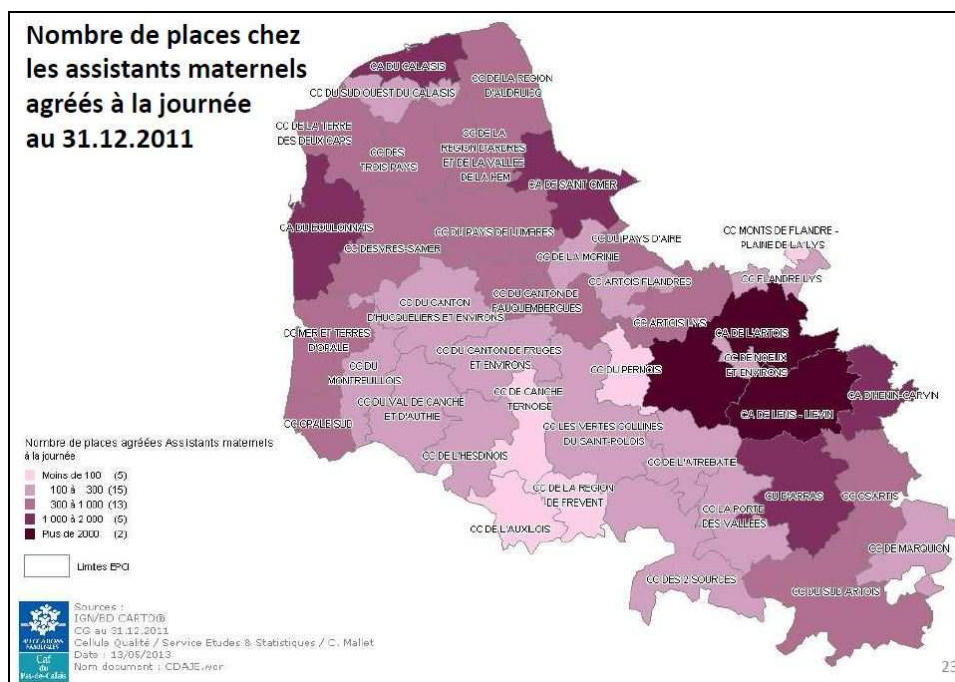 Nombre de places chez
les assistants maternels
agréés à la journée
au 31.12.2011
CA DU CALAISIS
CC DU SUD OUEST DU CALAISIS
CC DE LA REGION
D'AUDRUICQ
CC DE LA TERRE
DES DEUX CAPS
CC DES
TROIS PAYS
CC DE LA
REGION D'ARDRES
ET DE LA VALLEE
DE LA HEM
CA DE SAINT OMER
CA DU BOULONNAIS
CC DESVRES-SAMER
CC DU PAYS DE LUMBRES
CC DU PAYS D'AIRE
CC DE LA MORINIE
CC MONTS DE FLANDRE -
PLAINE DE LA LYS
CC FLANDRE LYS
CC ARTOIS FLANDRES
CC DU CANTON
D'HUCQUELIERS ET ENVIRONS
CC DU CANTON DE
FAUQUEMBERGUES
CC ARTOIS LYS
CA DE L'ARTOIS
CC MER ET TERRES
D'OPALE
CC DU
MONTREUILLOIS
CC DU CANTON DE FRUGES
ET ENVIRONS
CC DU PERNOIS
CC DE NOEUX
ET ENVIRONS
CA D'HENIN-CARVIN
CC DU VAL DE CANCHE
ET D'AUTHIE
CC DE CANCHE
TERNOISE
CA DE LENS - LIEVIN
CC OPALE SUD
CC LES VERTES COLLINES
DU SAINT-POLOIS
CC DE L'HESDINOIS
CC DE L'ATREBATIE
CC DE LA REGION
DE FREVENT
CU D'ARRAS
CC OSARTIS
CC LA PORTE
DES VALLÉES
CC DE L'AUXILOIS
CC DE MARQUION
CC DES 2 SOURCES
CC DU SUD ARTOIS
Nombre de places agréées Assistants maternels
à la journée
Moins de 100 (5)
100 à 300 (15)
300 à 1 000 (13)
1 000 à 2 000 (5)
Plus de 2000 (2)
Limites EPCI
ALLOCATIONS
FAMILIALES
Caf
du
Pas-de-Calais
Sources :
IGN/BD CARTO®
CG au 31.12.2011
Cellule Qualité / Service Etudes & Statistiques / C. Mallet
Date : 13/05/2013
Nom document : CDAJE.wor
23